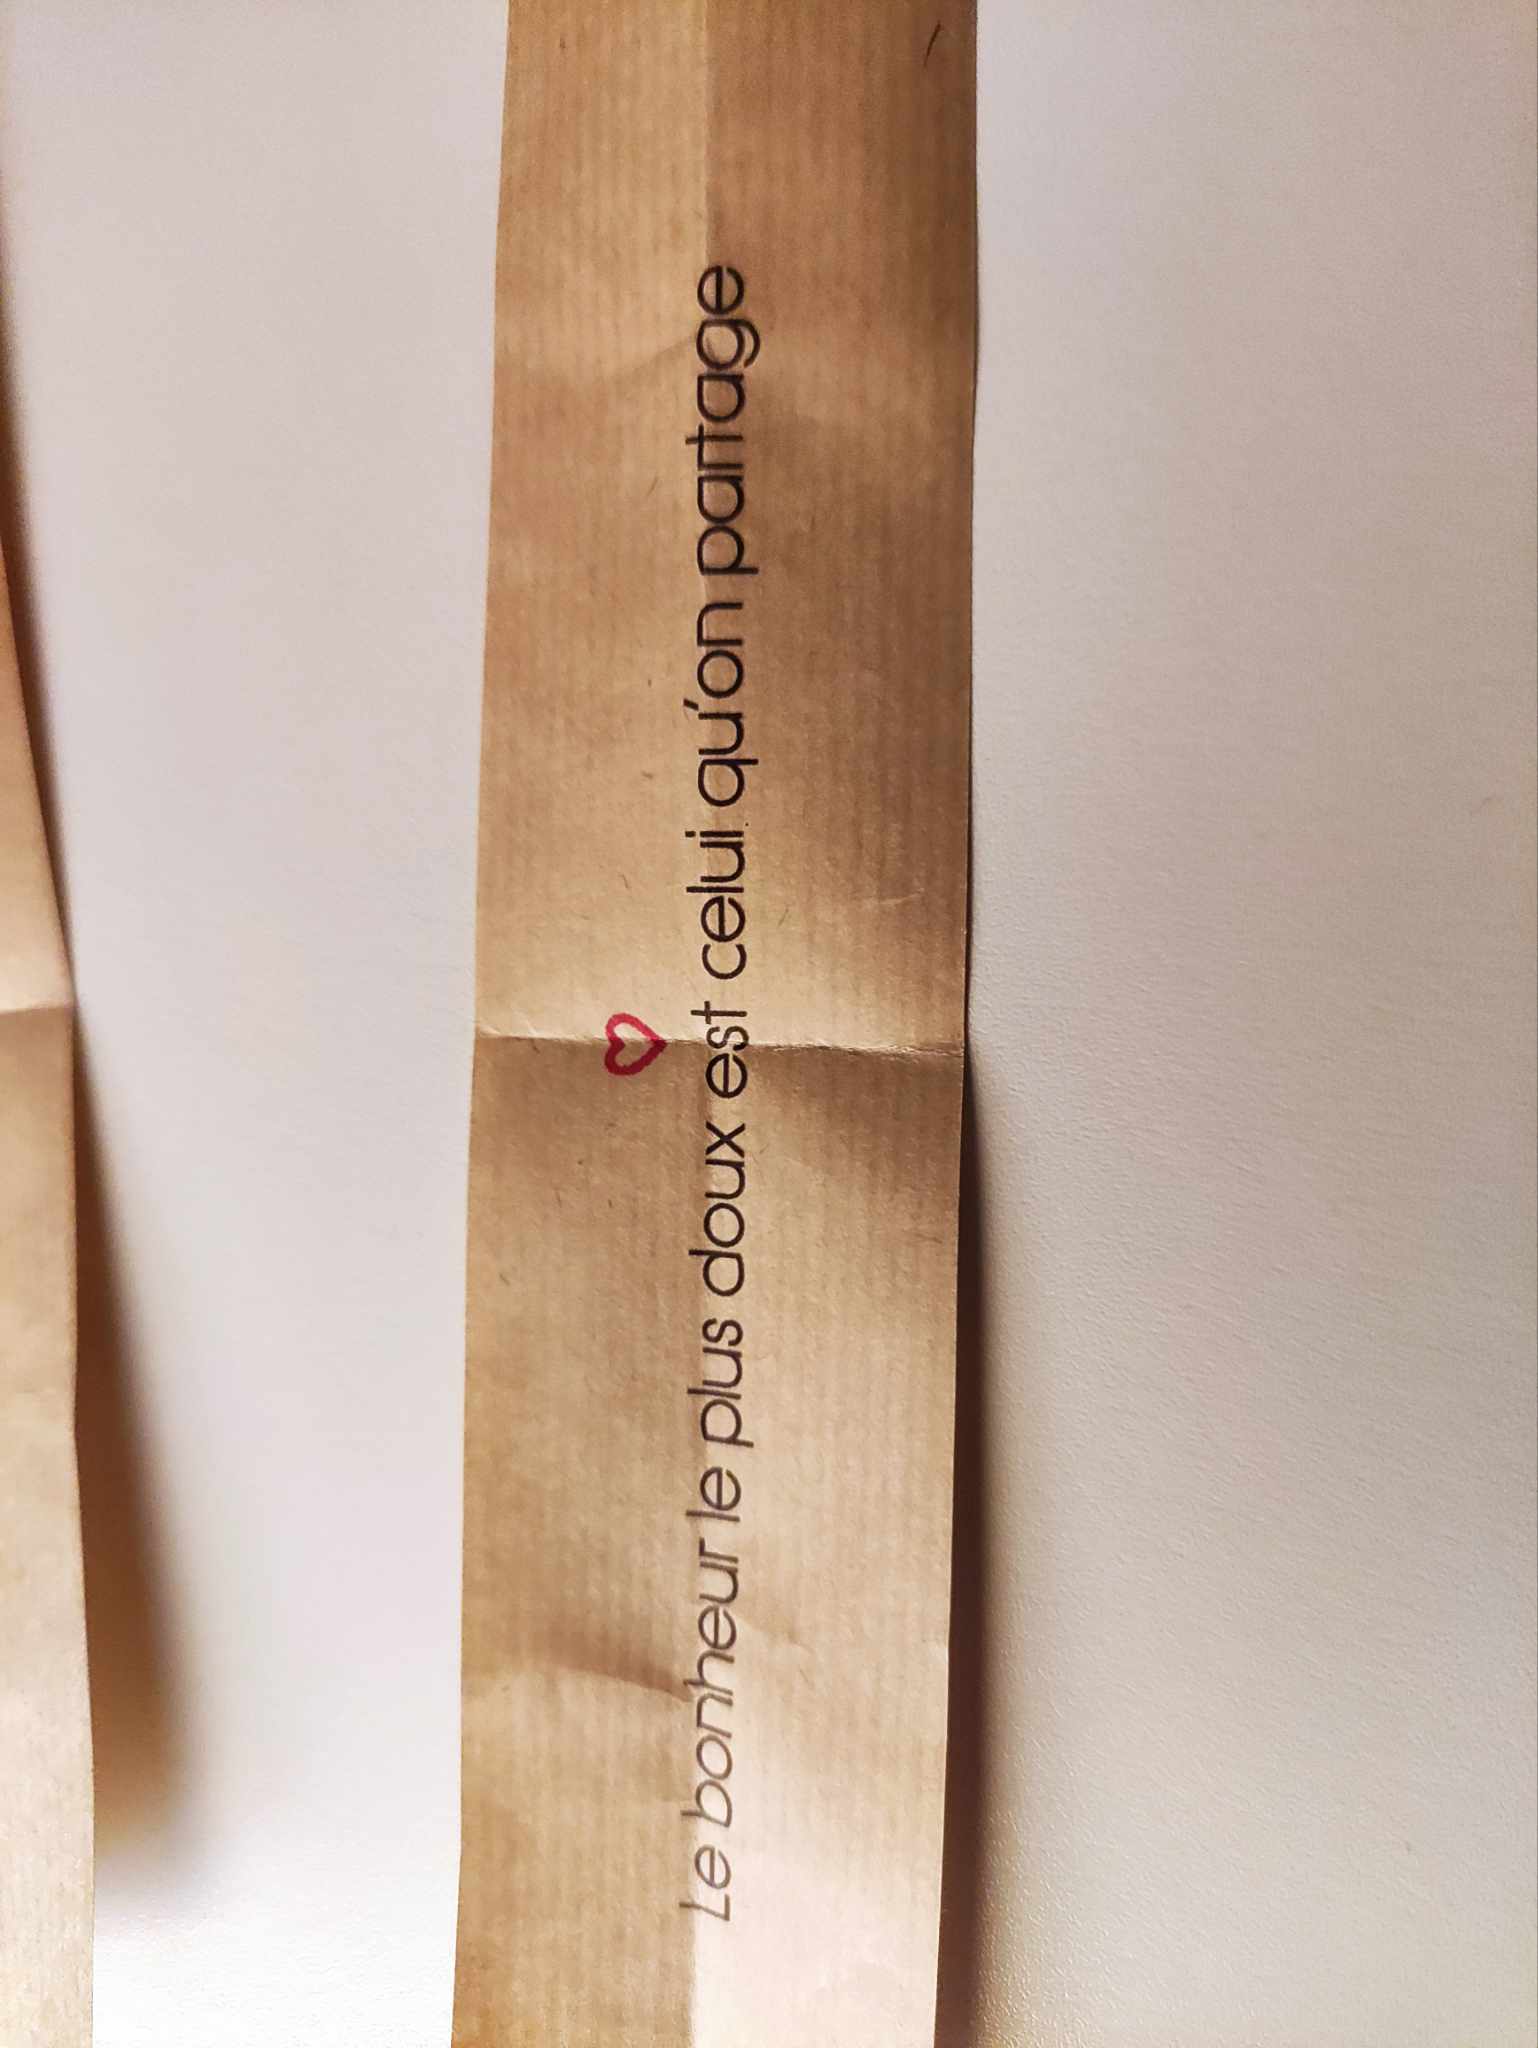 Le bonheur le plus doux est celui qu'on partage